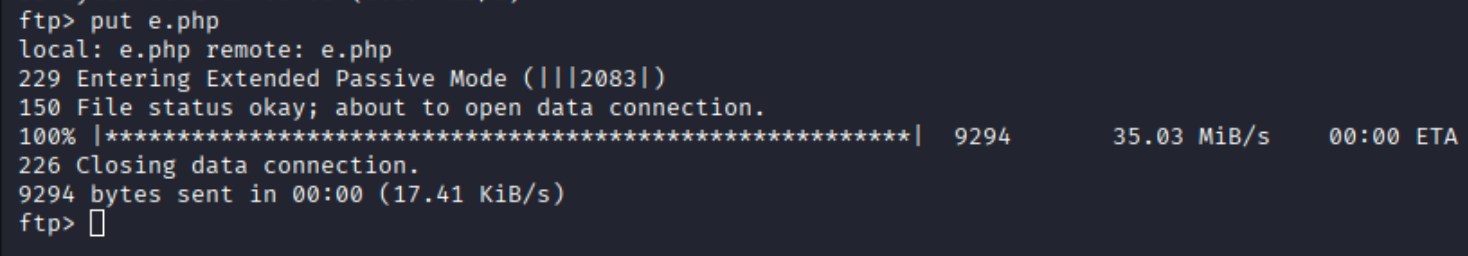 ftp> put e.php
local: e.php remote: e.php
229 Entering Extended Passive Mode (|||2083|)
150 File status okay; about to open data connection.
100% |********************************************************| 9294 35.03 MiB/s 00:00 ETA
226 Closing data connection.
9294 bytes sent in 00:00 (17.41 KiB/s)
ftp>